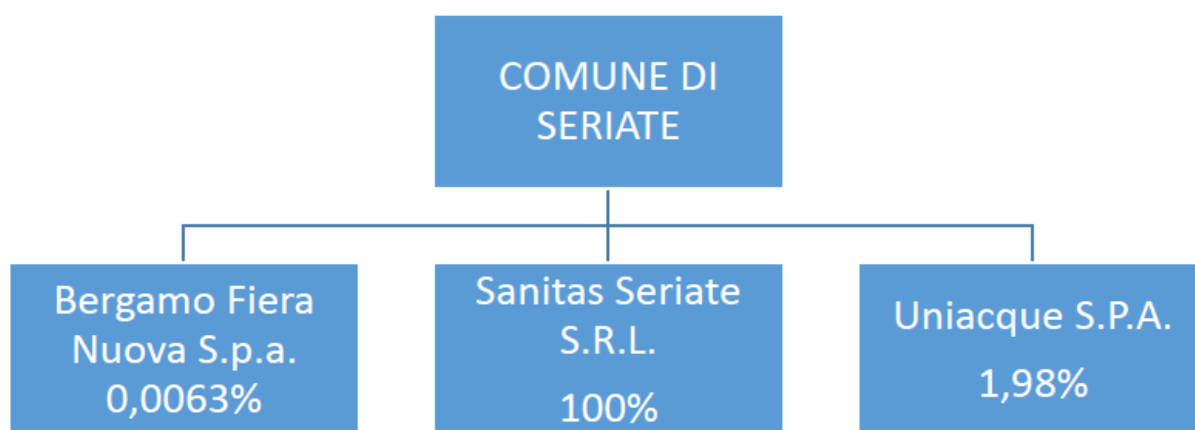 COMUNE DI
SERIATE
Bergamo Fiera
Nuova S.p.a.
0,0063%
Sanitas Seriate
S.R.L.
100%
Uniacque S.P.A.
1,98%